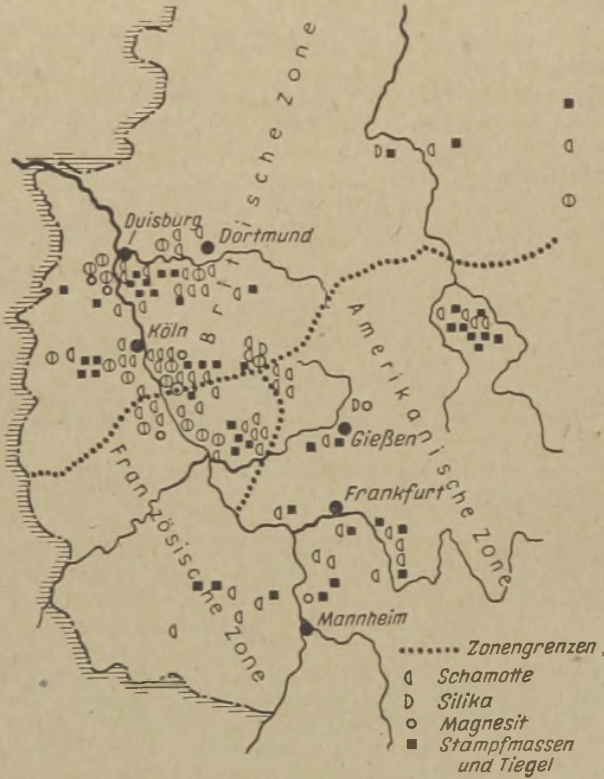 Britische Zone
Duisburg
Dortmund
Köln
Amerikanische Zone
Gießen
Französische Zone
Frankfurt
Mannheim
Zonengrenzen
Schamotte
Silika
Magnesit
Stampfmassen
und Tiegel